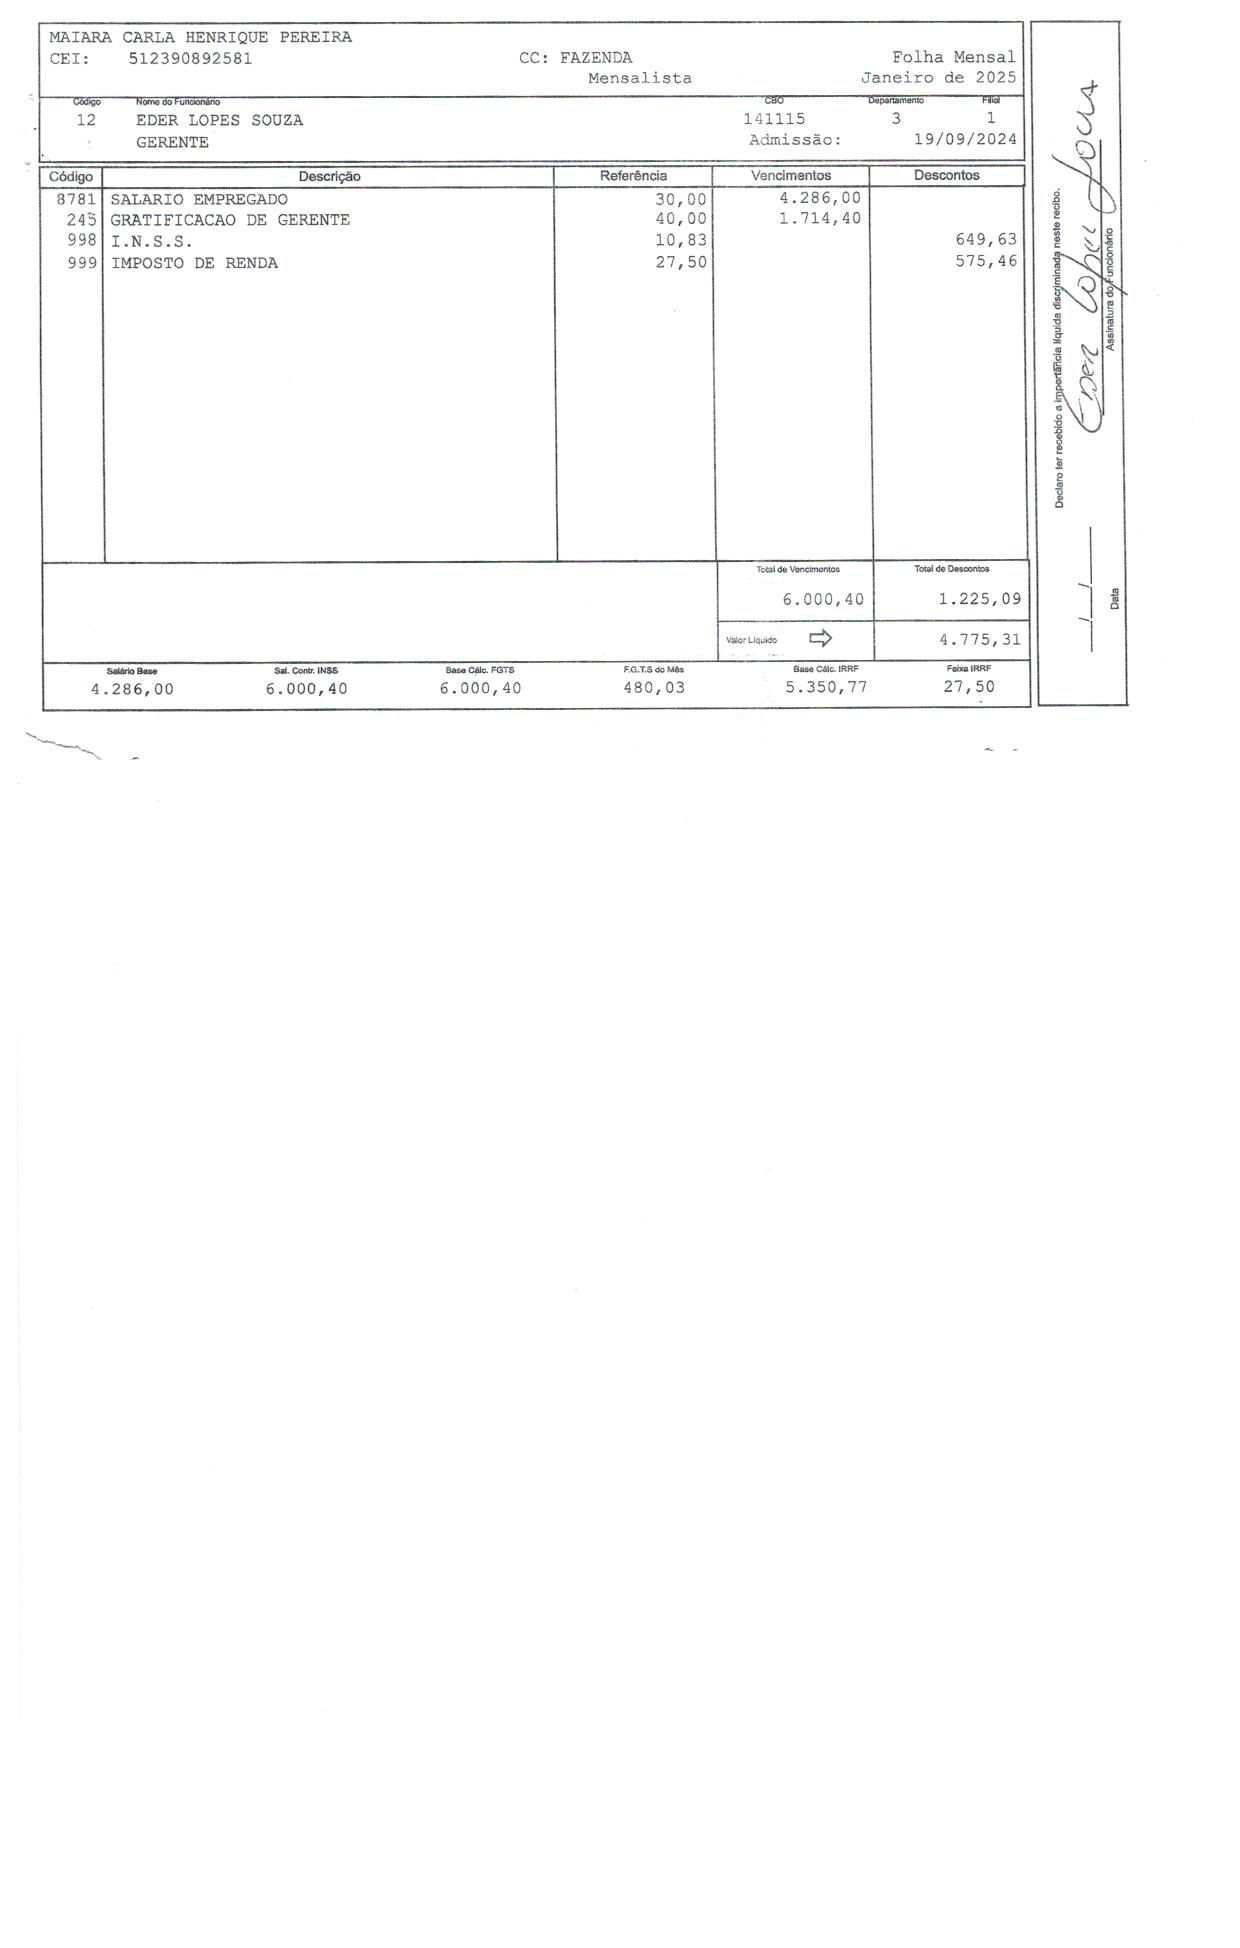 MAIARA CARLA HENRIQUE PEREIRA
CEI: 512390892581 CC: FAZENDA Folha Mensal
Mensalista Janeiro de 2025
Código Nome do Funcionário CBO Departamento Filial
12 EDER LOPES SOUZA 141115 3 1
GERENTE Admissão: 19/09/2024
Código Descrição Referência Vencimentos Descontos
8781 SALARIO EMPREGADO 30,00 4.286,00
245 GRATIFICACAO DE GERENTE 40,00 1.714,40
998 I.N.S.S. 10,83 649,63
999 IMPOSTO DE RENDA 27,50 575,46
Total de Vencimentos Total de Descontos
6.000,40 1.225,09
Valor Líquido 4.775,31
Salário Base Sal. Contr. INSS Base Cálc. FGTS F.G.T.S do Mês Base Cálc. IRRF Faixa IRRF
4.286,00 6.000,40 6.000,40 480,03 5.350,77 27,50
Declaro ter recebido a importância líquida discriminada neste recibo.
Eder Lopes Souza
Assinatura do Funcionário
__/__/____
Data